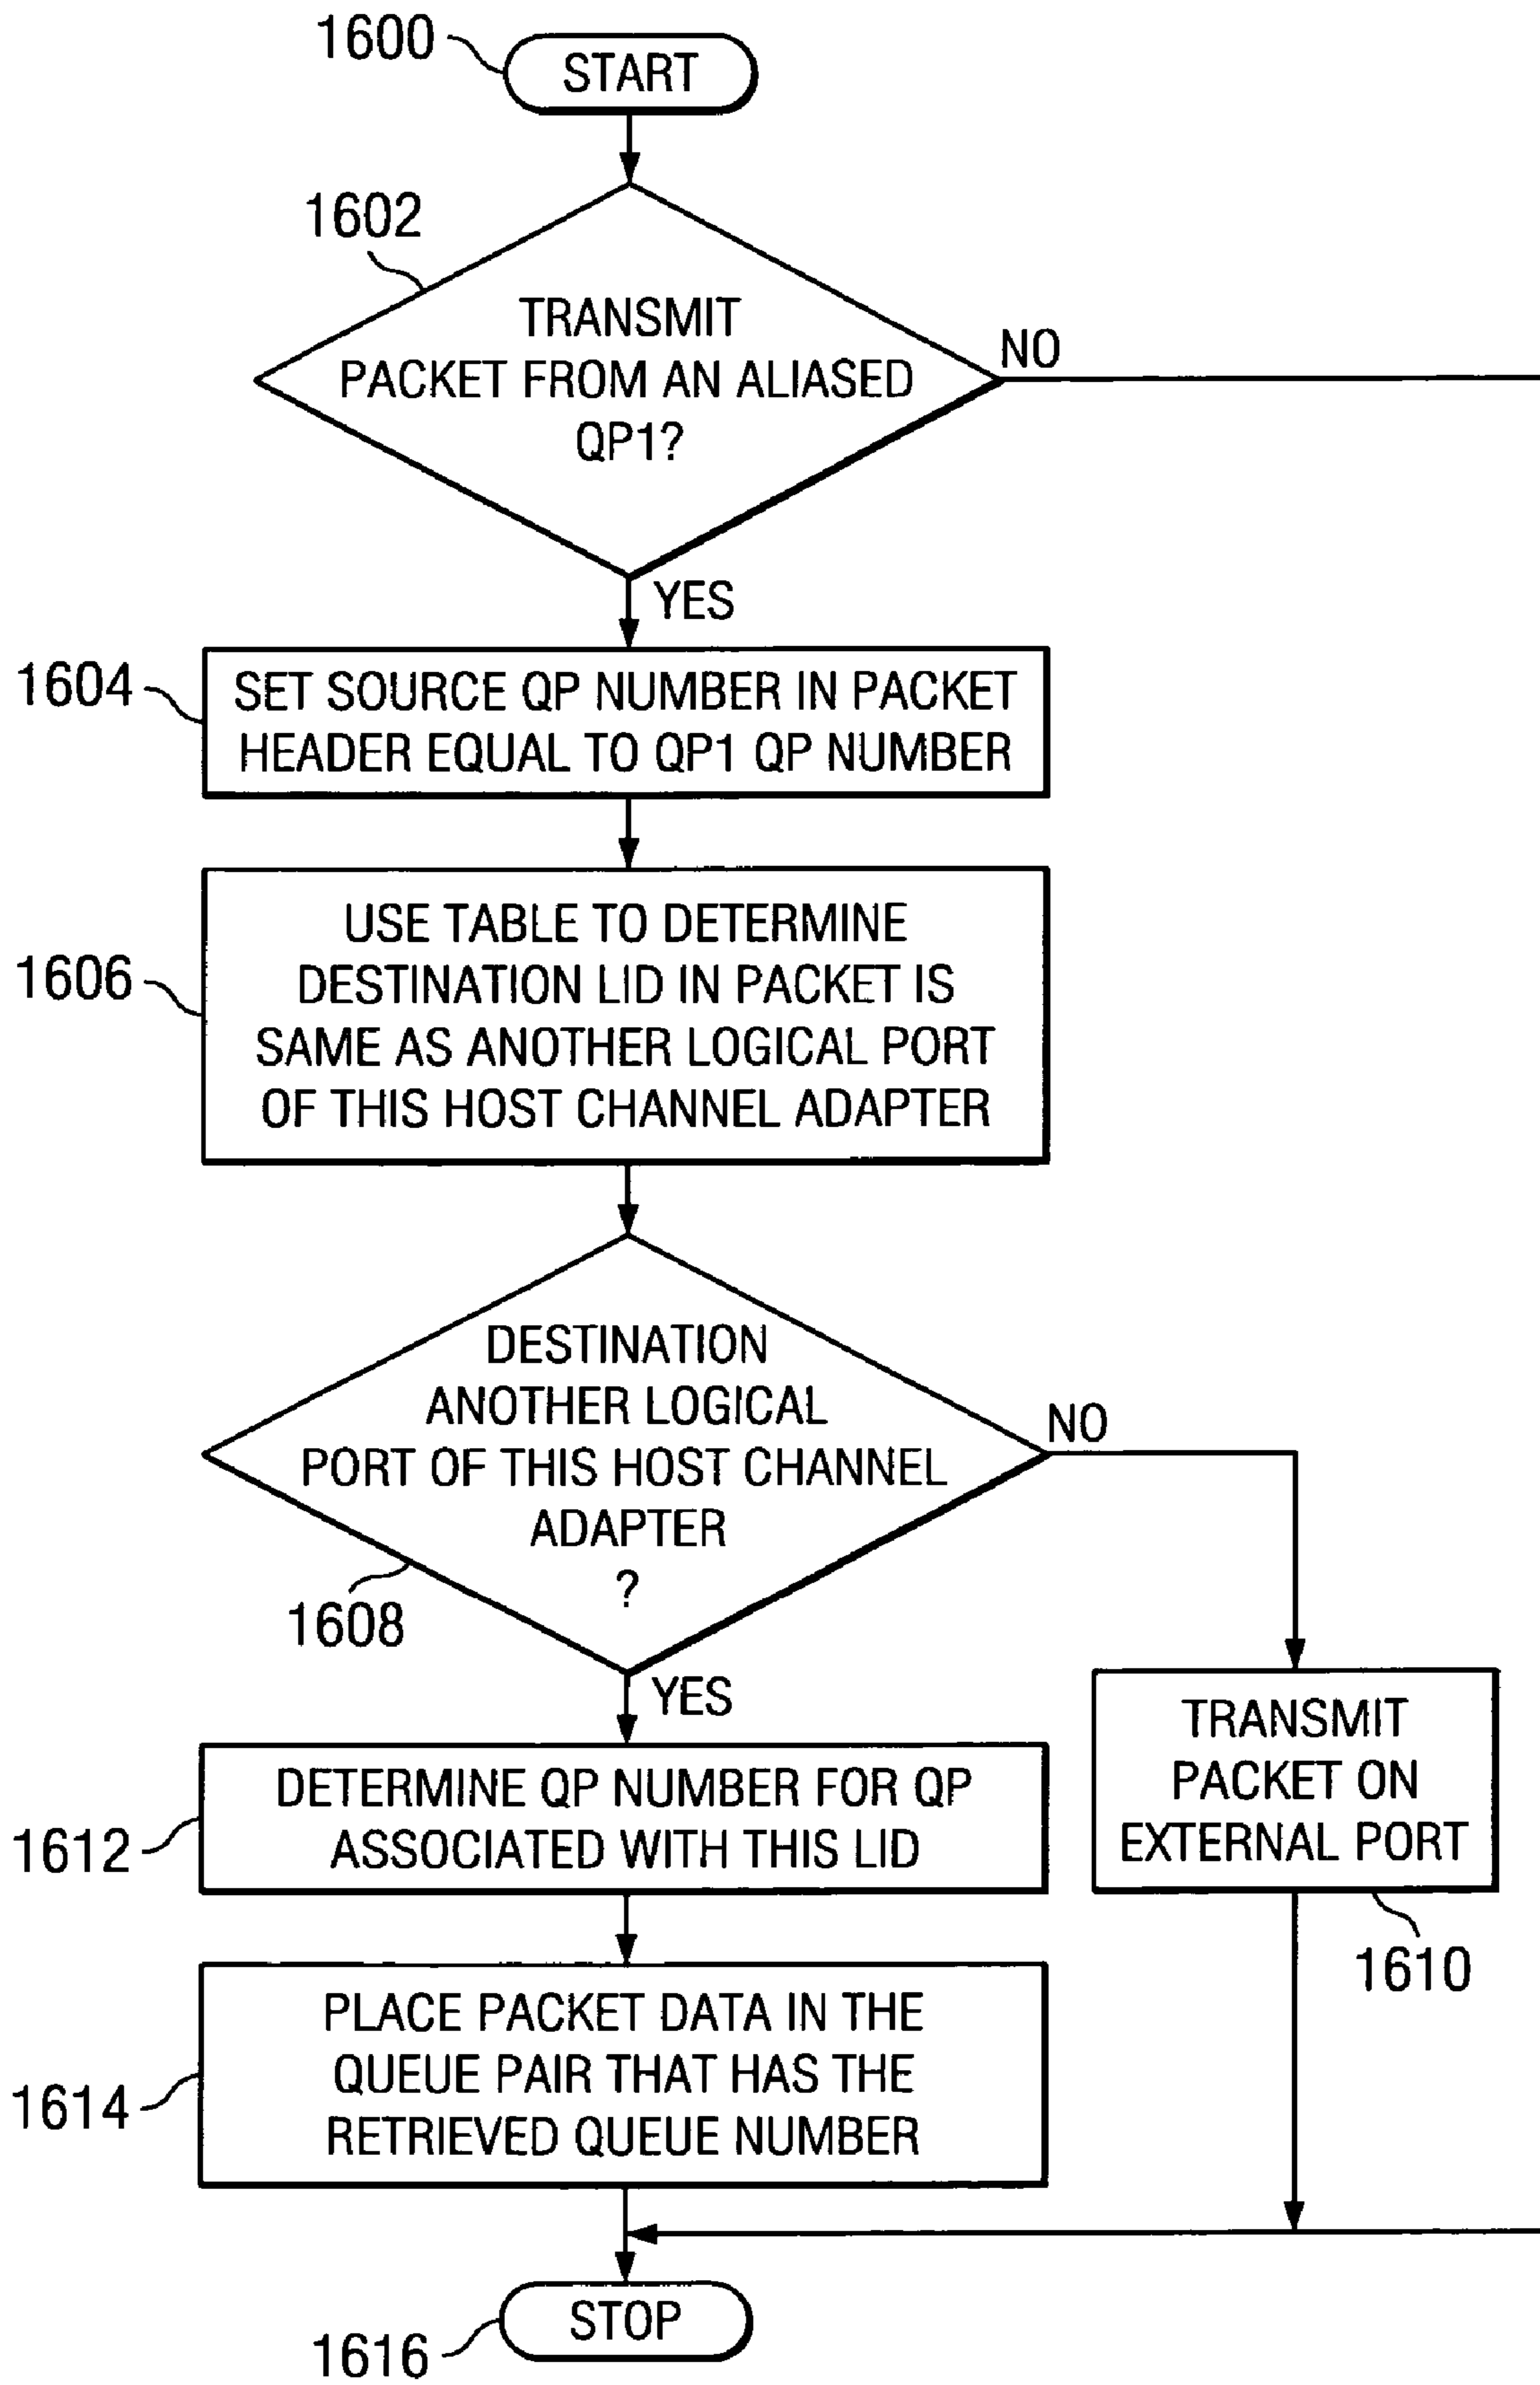 1600
START
1602
TRANSMIT
PACKET FROM AN ALIASED
QP1?
NO
YES
1604
SET SOURCE QP NUMBER IN PACKET
HEADER EQUAL TO QP1 QP NUMBER
1606
USE TABLE TO DETERMINE
DESTINATION LID IN PACKET IS
SAME AS ANOTHER LOGICAL PORT
OF THIS HOST CHANNEL ADAPTER
DESTINATION
ANOTHER LOGICAL
PORT OF THIS HOST CHANNEL
ADAPTER
?
NO
1608
YES
TRANSMIT
PACKET ON
EXTERNAL PORT
1610
1612
DETERMINE QP NUMBER FOR QP
ASSOCIATED WITH THIS LID
1614
PLACE PACKET DATA IN THE
QUEUE PAIR THAT HAS THE
RETRIEVED QUEUE NUMBER
STOP
1616